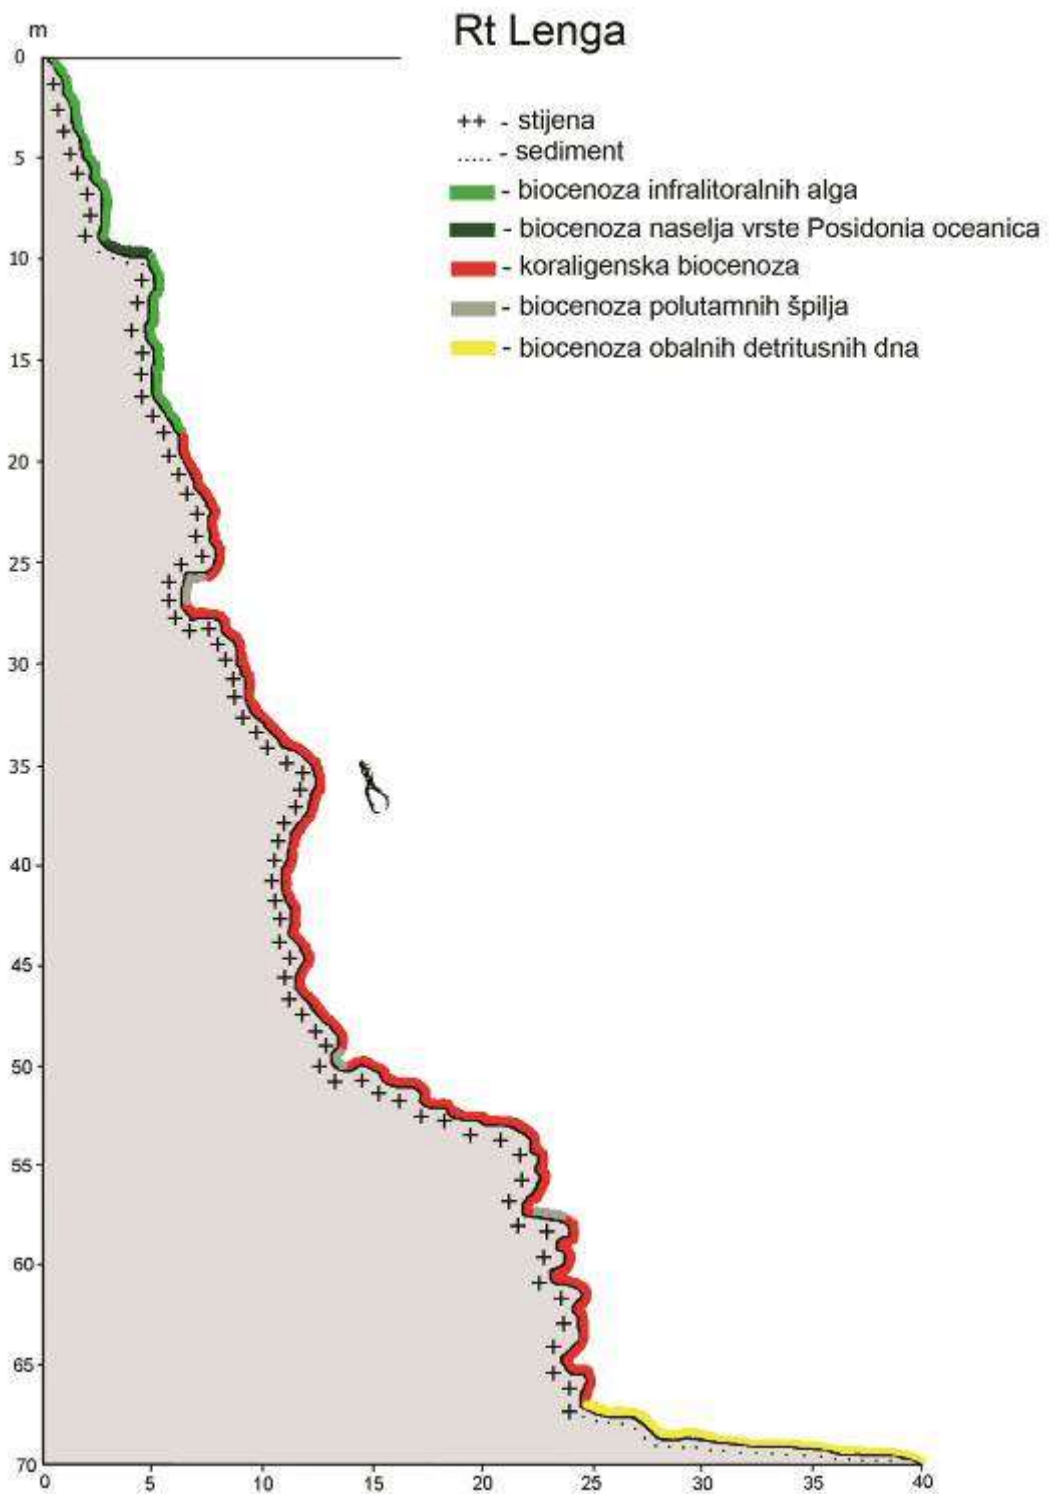 Rt Lenga
m
++ - stijena
..... - sediment
- biocenoza infralitoralnih alga
- biocenoza naselja vrste Posidonia oceanica
- koraligenska biocenoza
- biocenoza polutamnih špilja
- biocenoza obalnih detritusnih dna
0
5
10
15
20
25
30
35
40
45
50
55
60
65
70
0 5 10 15 20 25 30 35 40